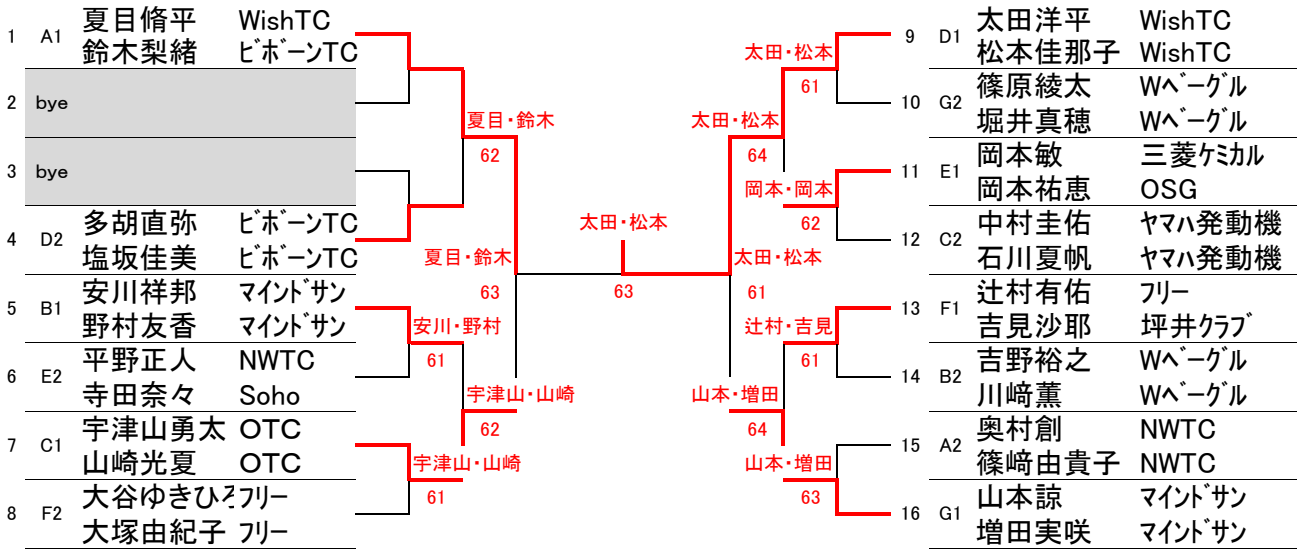 1 A1 夏目脩平 WishTC
鈴木梨緒 ビボーンTC
2 bye
3 bye
4 D2 多胡直弥 ビボーンTC
塩坂佳美 ビボーンTC
5 B1 安川祥邦 マインドサン
野村友香 マインドサン
6 E2 平野正人 NWTC
寺田奈々 Soho
7 C1 宇津山勇太 OTC
山崎光夏 OTC
8 F2 大谷ゆきひろ フリー
大塚由紀子 フリー
夏目・鈴木
62
安川・野村
61
宇津山・山崎
61
夏目・鈴木
63
宇津山・山崎
62
太田・松本
63
太田・松本
61
太田・松本
64
山本・増田
64
太田・松本
61
岡本・岡本
62
辻村・吉見
61
山本・増田
63
9 D1 太田洋平 WishTC
松本佳那子 WishTC
10 G2 篠原綾太 Wベーグル
堀井真穂 Wベーグル
11 E1 岡本敏 三菱ケミカル
岡本祐恵 OSG
12 C2 中村圭佑 ヤマハ発動機
石川夏帆 ヤマハ発動機
13 F1 辻村有佑 フリー
吉見沙耶 坪井クラブ
14 B2 吉野裕之 Wベーグル
川﨑薫 Wベーグル
15 A2 奥村創 NWTC
篠﨑由貴子 NWTC
16 G1 山本諒 マインドサン
増田実咲 マインドサン